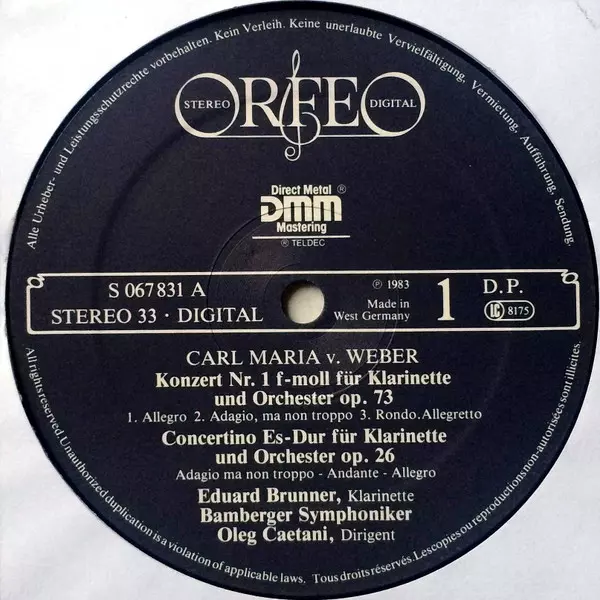 Alle Urheber- und Leistungsschutzrechte vorbehalten. Kein Verleih. Keine unerlaubte Vervielfältigung, Vermietung, Aufführung, Sendung.
ORFEO
STEREO
DIGITAL
Direct Metal ®
DMM
Mastering
® TELDEC
S 067831 A
STEREO 33 · DIGITAL
℗ 1983
Made in
West Germany
1
D.P.
LC 8175
CARL MARIA v. WEBER
Konzert Nr. 1 f-moll für Klarinette
und Orchester op. 73
1. Allegro 2. Adagio, ma non troppo 3. Rondo. Allegretto
Concertino Es-Dur für Klarinette
und Orchester op. 26
Adagio ma non troppo - Andante - Allegro
Eduard Brunner, Klarinette
Bamberger Symphoniker
Oleg Caetani, Dirigent
All rights reserved. Unauthorized duplication is a violation of applicable laws. Tous droits réservés. Les copies ou reproductions non-autorisées sont illicites.